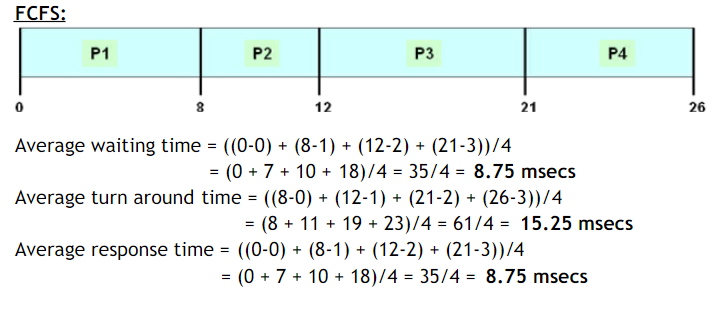 FCFS:
P1 P2 P3 P4
0 8 12 21 26
Average waiting time = ((0-0) + (8-1) + (12-2) + (21-3))/4
= (0 + 7 + 10 + 18)/4 = 35/4 = 8.75 msecs
Average turn around time = ((8-0) + (12-1) + (21-2) + (26-3))/4
= (8 + 11 + 19 + 23)/4 = 61/4 = 15.25 msecs
Average response time = ((0-0) + (8-1) + (12-2) + (21-3))/4
= (0 + 7 + 10 + 18)/4 = 35/4 = 8.75 msecs